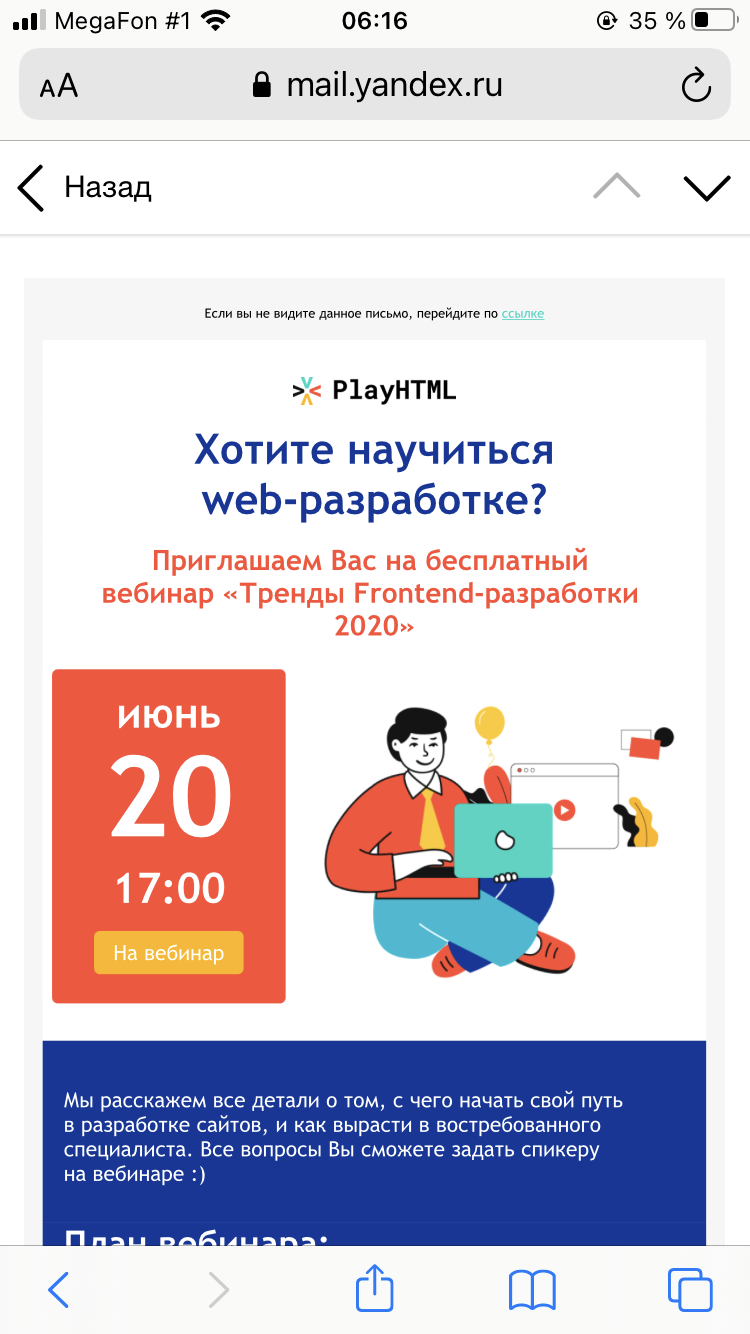 MegaFon #1
06:16
35 %
AA
mail.yandex.ru
Назад
Если вы не видите данное письмо, перейдите по ссылке
PlayHTML
Хотите научиться
web-разработке?
Приглашаем Вас на бесплатный
вебинар «Тренды Frontend-разработки
2020»
ИЮНЬ
20
17:00
На вебинар
Мы расскажем все детали о том, с чего начать свой путь
в разработке сайтов, и как вырасти в востребованного
специалиста. Все вопросы Вы сможете задать спикеру
на вебинаре :)
План вебинара: